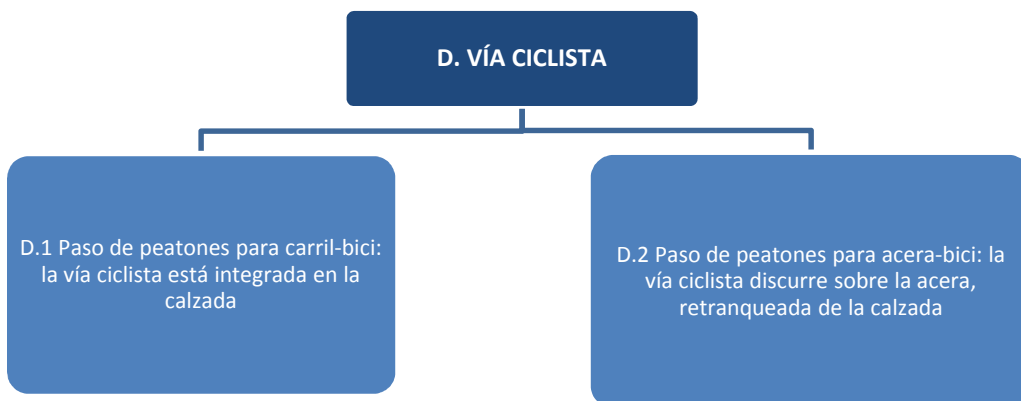 D. VÍA CICLISTA
D.1 Paso de peatones para carril-bici:
la vía ciclista está integrada en la
calzada
D.2 Paso de peatones para acera-bici: la
vía ciclista discurre sobre la acera,
retranqueada de la calzada